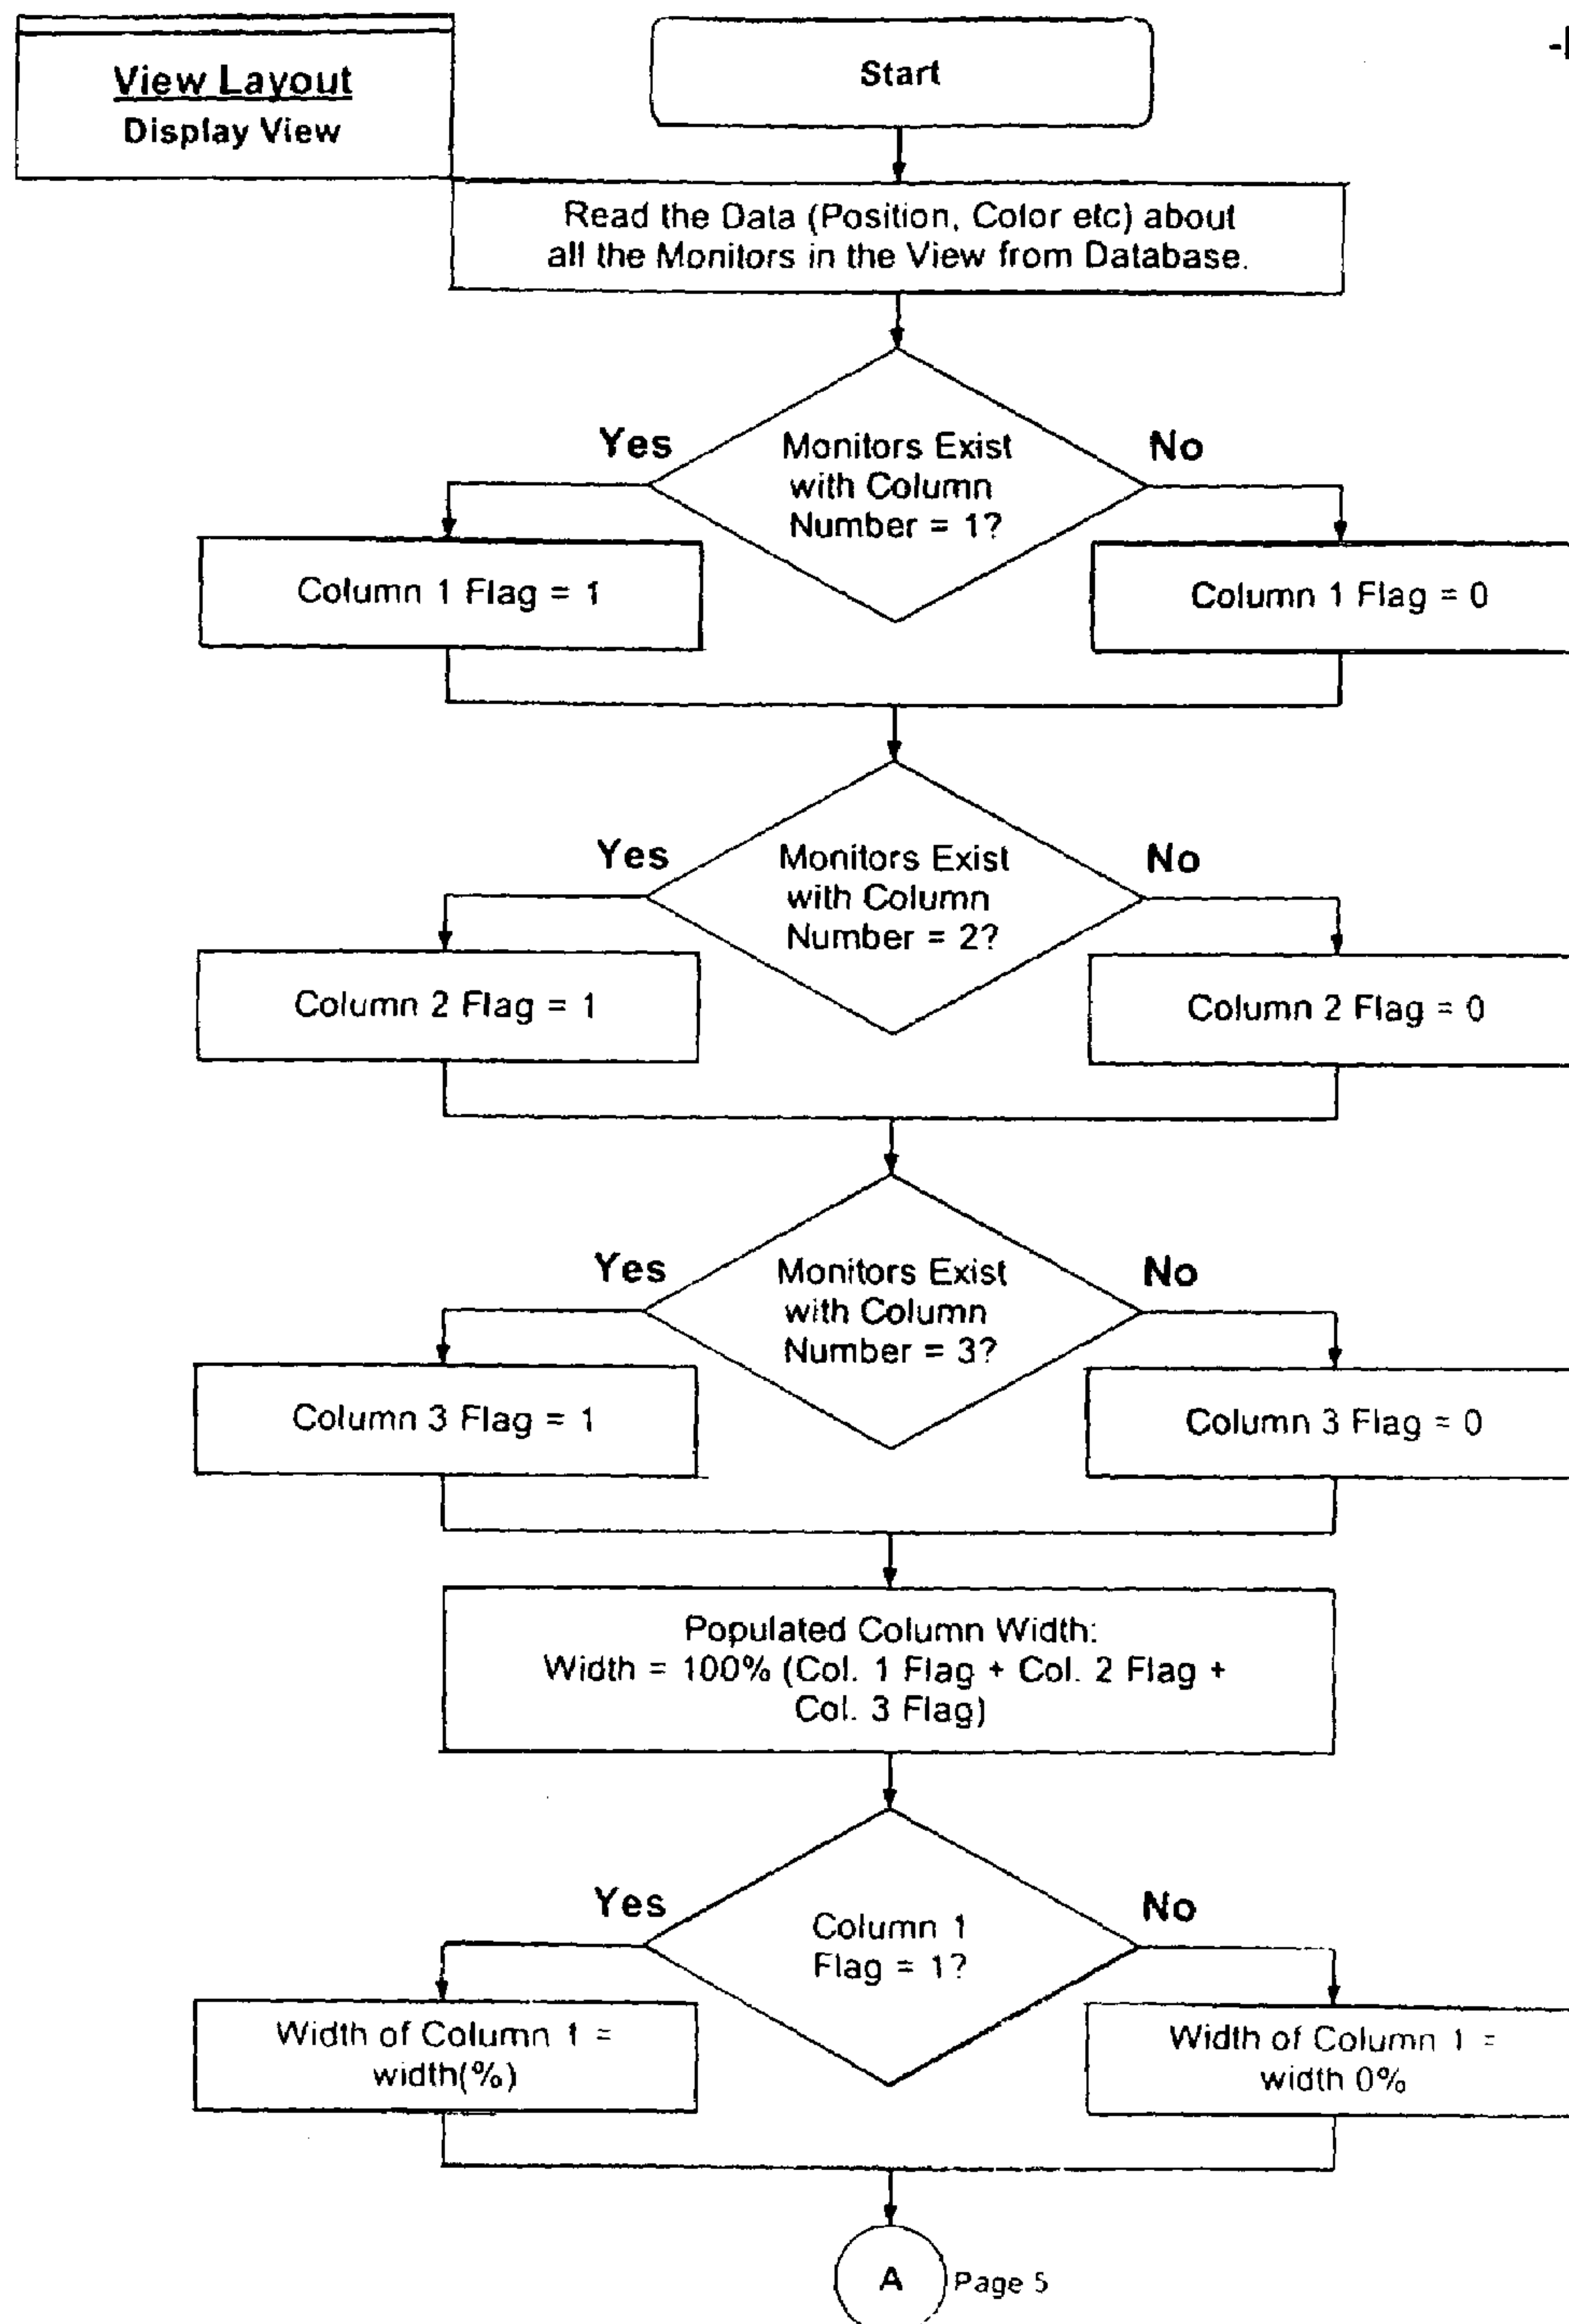 View Layout
Display View
Start
Read the Data (Position, Color etc) about
all the Monitors in the View from Database.
Yes
Monitors Exist
with Column
Number = 1?
No
Column 1 Flag = 1
Column 1 Flag = 0
Yes
Monitors Exist
with Column
Number = 2?
No
Column 2 Flag = 1
Column 2 Flag = 0
Yes
Monitors Exist
with Column
Number = 3?
No
Column 3 Flag = 1
Column 3 Flag = 0
Populated Column Width:
Width = 100% (Col. 1 Flag + Col. 2 Flag +
Col. 3 Flag)
Yes
Column 1
Flag = 1?
No
Width of Column 1 =
width(%)
Width of Column 1 =
width 0%
A
Page 5